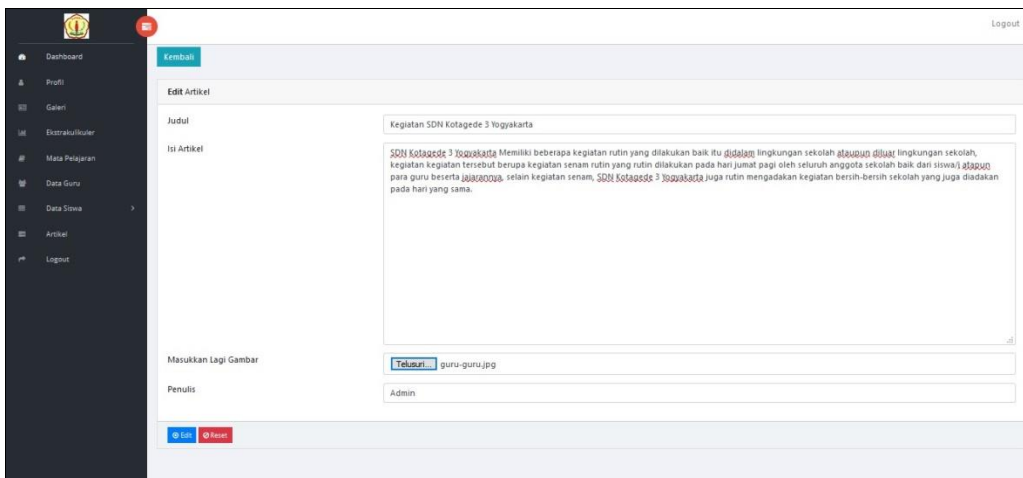 Logout
Dashboard
Profil
Galeri
Ekstrakulikuler
Mata Pelajaran
Data Guru
Data Siswa
Artikel
Logout
Kembali
Edit Artikel
Judul
Kegiatan SDN Kotagede 3 Yogyakarta
Isi Artikel
SDN Kotagede 3 Yogyakarta Memiliki beberapa kegiatan rutin yang dilakukan baik itu didalam lingkungan sekolah ataupun diluar lingkungan sekolah,
kegiatan kegiatan tersebut berupa kegiatan senam rutin yang rutin dilakukan pada hari jumat pagi oleh seluruh anggota sekolah baik dari siswa/i atapun
para guru beserta jajarannya, selain kegiatan senam, SDN Kotagede 3 Yogyakarta juga rutin mengadakan kegiatan bersih-bersih sekolah yang juga diadakan
pada hari yang sama.
Masukkan Lagi Gambar
Telusuri... guru-guru.jpg
Penulis
Admin
Edit
Reset